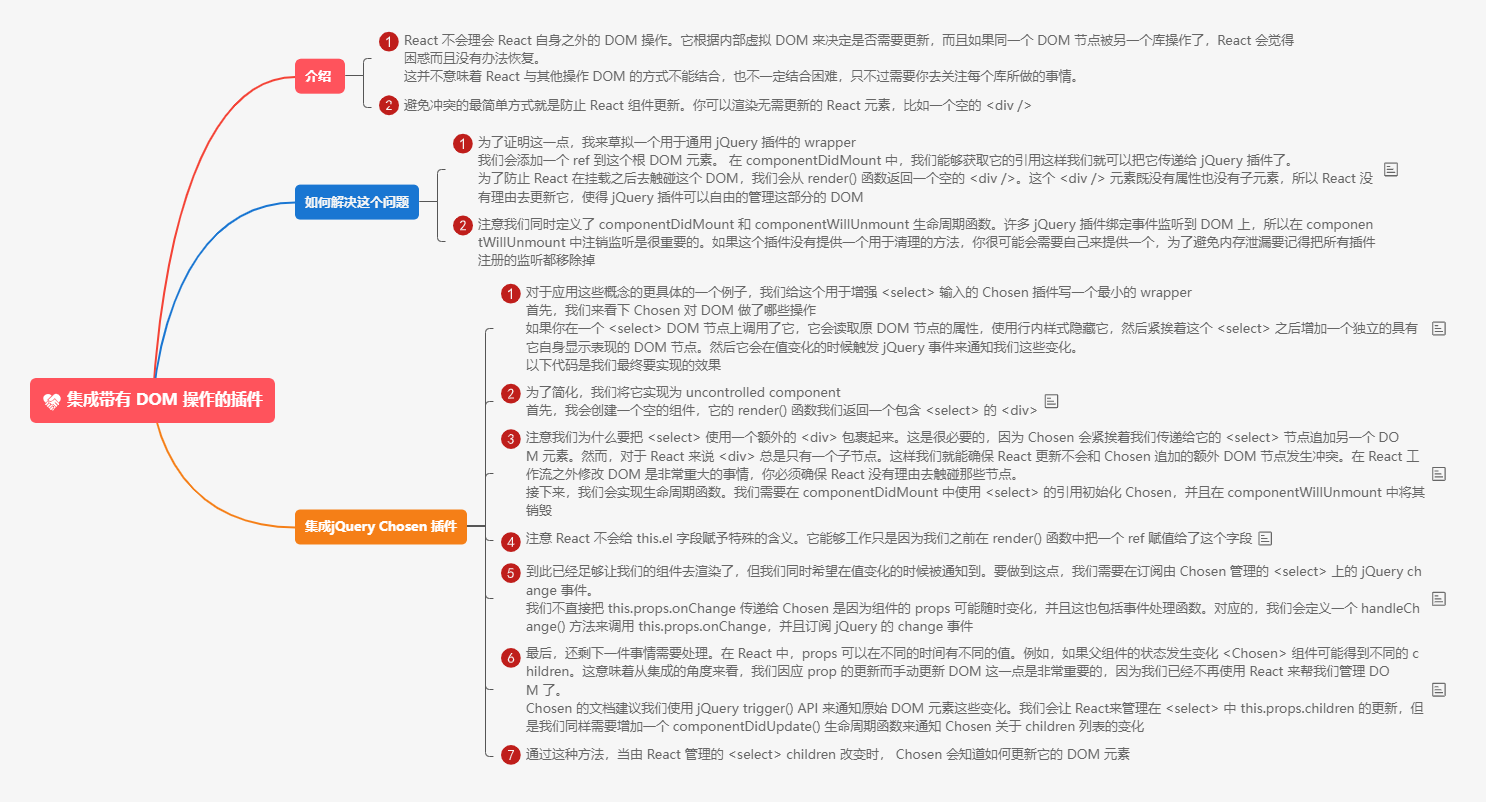 介绍
1
React 不会理会 React 自身之外的 DOM 操作。它根据内部虚拟 DOM 来决定是否需要更新，而且如果同一个 DOM 节点被另一个库操作了，React 会觉得
困惑而且没有办法恢复。
这并不意味着 React 与其他操作 DOM 的方式不能结合，也不一定结合困难，只不过需要你去关注每个库所做的事情。
2
避免冲突的最简单方式就是防止 React 组件更新。你可以渲染无需更新的 React 元素，比如一个空的 <div />
如何解决这个问题
1
为了证明这一点，我来草拟一个用于通用 jQuery 插件的 wrapper
我们会添加一个 ref 到这个根 DOM 元素。 在 componentDidMount 中，我们能够获取它的引用这样我们就可以把它传递给 jQuery 插件了。
为了防止 React 在挂载之后去触碰这个 DOM，我们会从 render() 函数返回一个空的 <div />。这个 <div /> 元素既没有属性也没有子元素，所以 React 没
有理由去更新它，使得 jQuery 插件可以自由的管理这部分的 DOM
2
注意我们同时定义了 componentDidMount 和 componentWillUnmount 生命周期函数。许多 jQuery 插件绑定事件监听到 DOM 上，所以在 componen
tWillUnmount 中注销监听是很重要的。如果这个插件没有提供一个用于清理的方法，你很可能会需要自己来提供一个，为了避免内存泄漏要记得把所有插件
注册的监听都移除掉
集成带有 DOM 操作的插件
集成jQuery Chosen 插件
1
对于应用这些概念的更具体的一个例子，我们给这个用于增强 <select> 输入的 Chosen 插件写一个最小的 wrapper
首先，我们来看下 Chosen 对 DOM 做了哪些操作
如果你在一个 <select> DOM 节点上调用了它，它会读取原 DOM 节点的属性，使用行内样式隐藏它，然后紧挨着这个 <select> 之后增加一个独立的具有
它自身显示表现的 DOM 节点。然后它会在值变化的时候触发 jQuery 事件来通知我们这些变化。
以下代码是我们最终要实现的效果
2
为了简化，我们将它实现为 uncontrolled component
首先，我会创建一个空的组件，它的 render() 函数我们返回一个包含 <select> 的 <div>
3
注意我们为什么要把 <select> 使用一个额外的 <div> 包裹起来。这是很必要的，因为 Chosen 会紧挨着我们传递给它的 <select> 节点追加另一个 DO
M 元素。然而，对于 React 来说 <div> 总是只有一个子节点。这样我们就能确保 React 更新不会和 Chosen 追加的额外 DOM 节点发生冲突。在 React 工
作流之外修改 DOM 是非常重大的事情，你必须确保 React 没有理由去触碰那些节点。
接下来，我们会实现生命周期函数。我们需要在 componentDidMount 中使用 <select> 的引用初始化 Chosen，并且在 componentWillUnmount 中将其
销毁
4
注意 React 不会给 this.el 字段赋予特殊的含义。它能够工作只是因为我们之前在 render() 函数中把一个 ref 赋值给了这个字段
5
到此已经足够让我们的组件去渲染了，但我们同时希望在值变化的时候被通知到。要做到这点，我们需要在订阅由 Chosen 管理的 <select> 上的 jQuery ch
ange 事件。
我们不直接把 this.props.onChange 传递给 Chosen 是因为组件的 props 可能随时变化，并且这也包括事件处理函数。对应的，我们会定义一个 handleCh
ange() 方法来调用 this.props.onChange，并且订阅 jQuery 的 change 事件
6
最后，还剩下一件事情需要处理。在 React 中，props 可以在不同的时间有不同的值。例如，如果父组件的状态发生变化 <Chosen> 组件可能得到不同的 c
hildren。这意味着从集成的角度来看，我们因应 prop 的更新而手动更新 DOM 这一点是非常重要的，因为我们已经不再使用 React 来帮我们管理 DO
M 了。
Chosen 的文档建议我们使用 jQuery trigger() API 来通知原始 DOM 元素这些变化。我们会让 React来管理在 <select> 中 this.props.children 的更新，但
是我们同样需要增加一个 componentDidUpdate() 生命周期函数来通知 Chosen 关于 children 列表的变化
7
通过这种方法，当由 React 管理的 <select> children 改变时， Chosen 会知道如何更新它的 DOM 元素